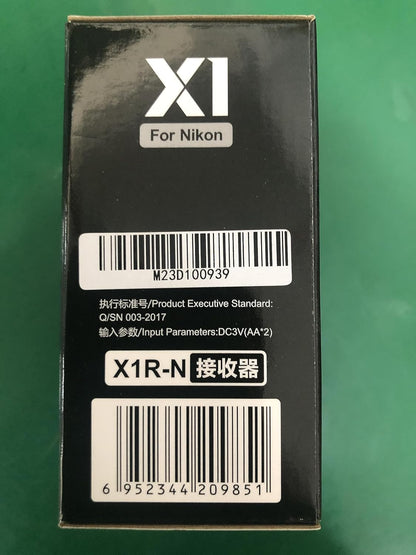 X1
For Nikon
M23D100939
执行标准号/Product Executive Standard:
Q/SN 003-2017
输入参数/Input Parameters:DC3V(AA*2)
X1R-N 接收器
6 952344 209851